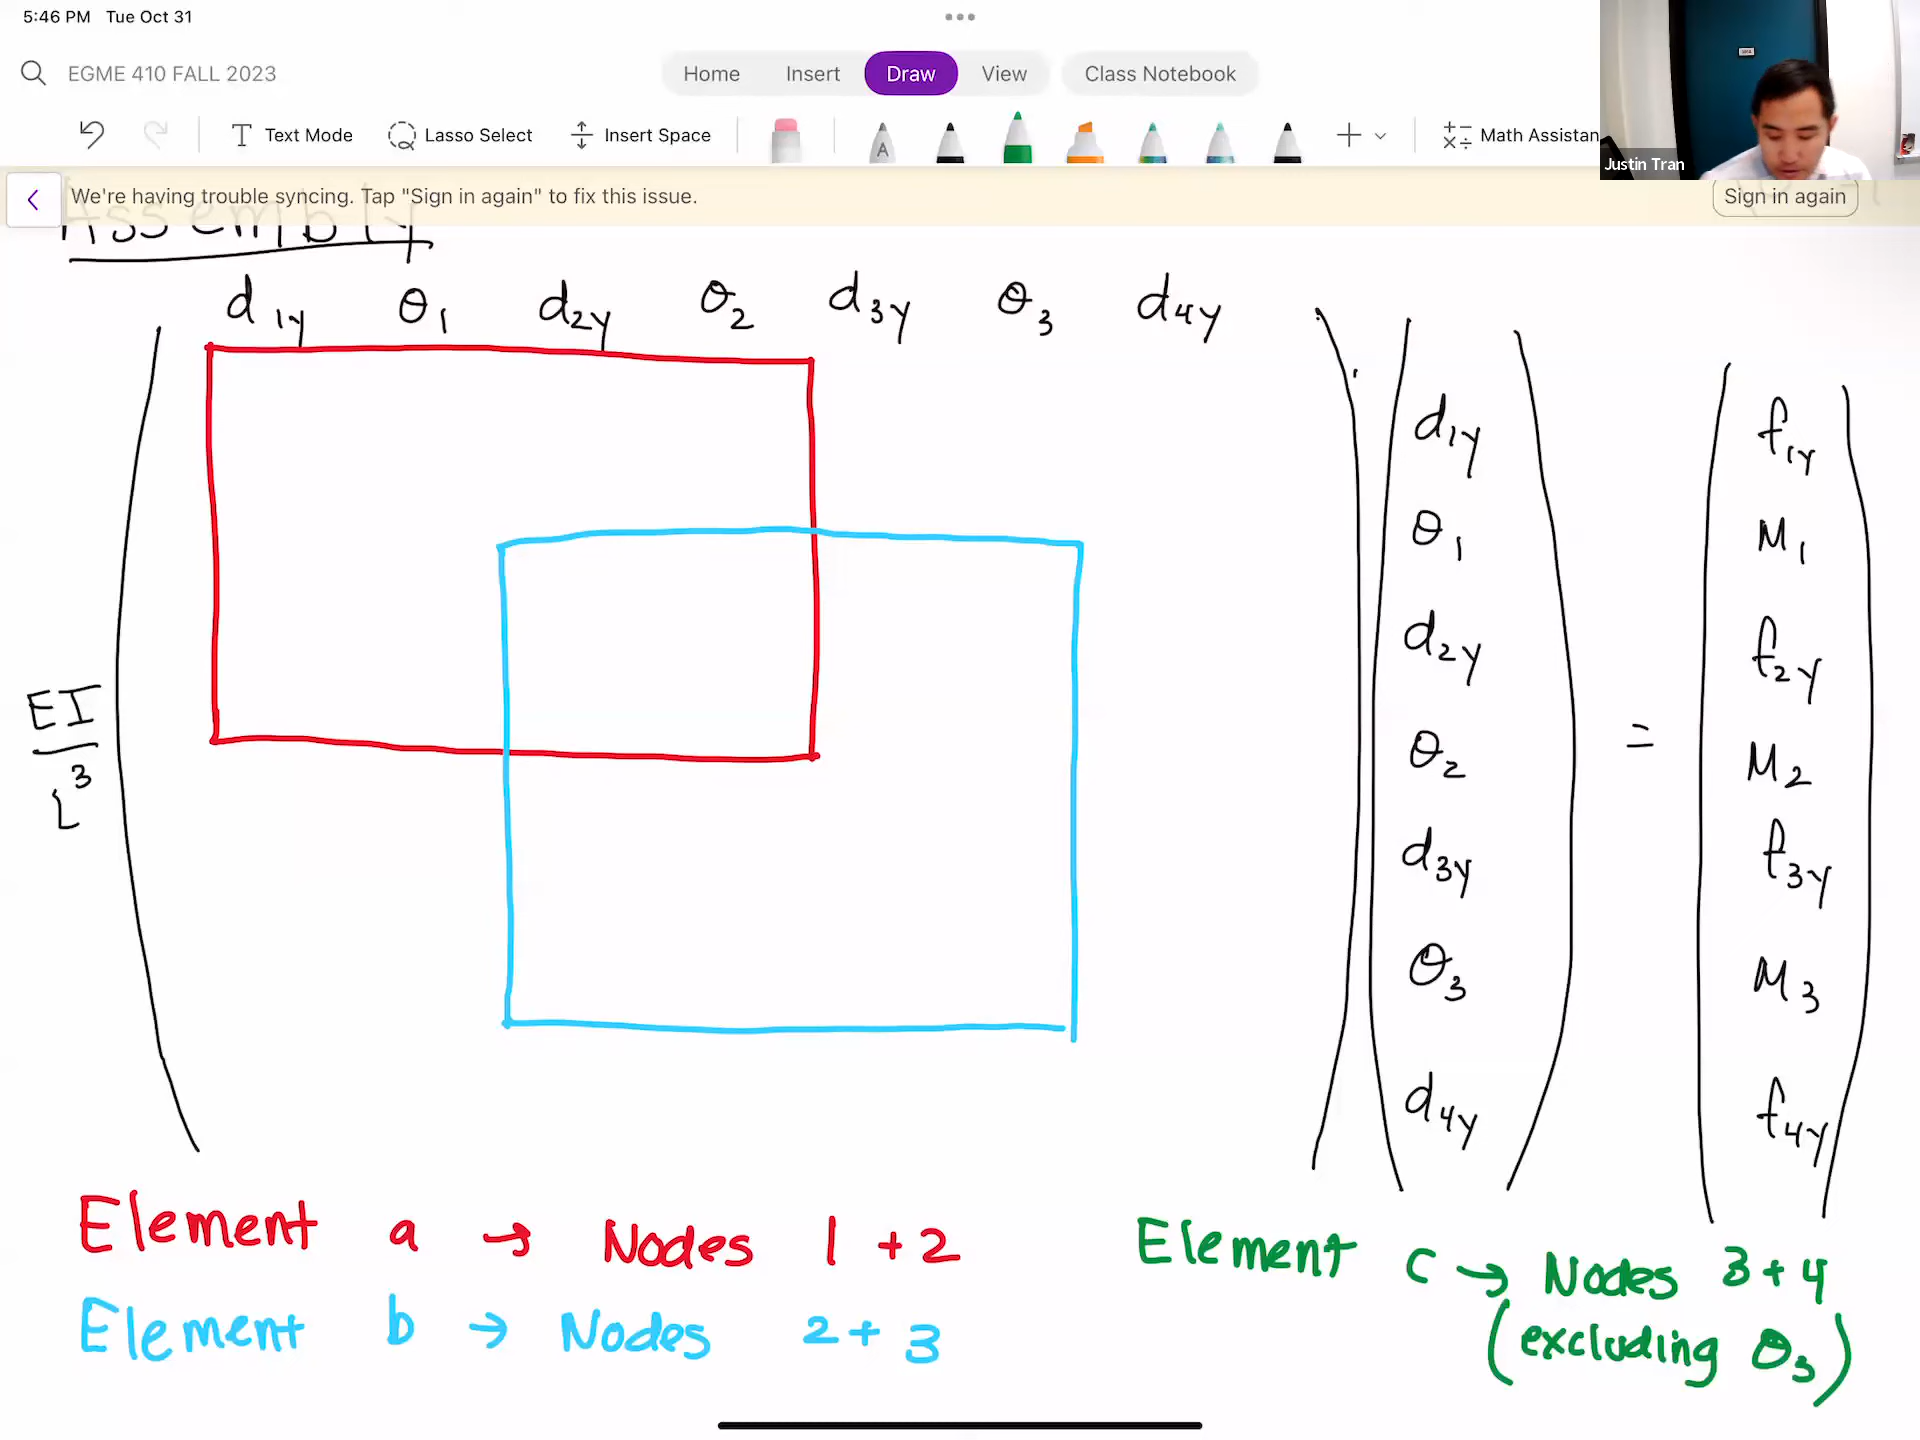 5:46 PM Tue Oct 31
EGME 410 FALL 2023
Home Insert Draw View Class Notebook
Text Mode Lasso Select Insert Space A Math Assistan
Justin Tran
We're having trouble syncing. Tap "Sign in again" to fix this issue. Sign in again
Assembly
d1y θ1 d2y θ2 d3y θ3 d4y
d1y f1y
θ1 M1
d2y f2y
EI/L³ θ2 = M2
d3y f3y
θ3 M3
d4y f4y
Element a → Nodes 1 + 2
Element b → Nodes 2 + 3
Element c → Nodes 3 + 4
(excluding θ3)